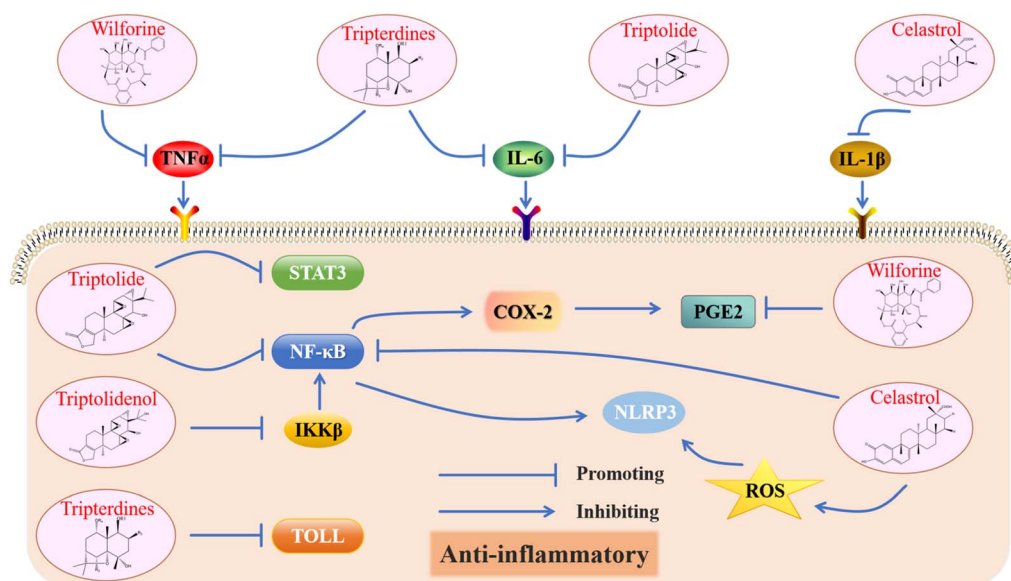 Wilforine
Tripterdines
Triptolide
Celastrol
TNFα
IL-6
IL-1β
Triptolide
STAT3
Wilforine
COX-2
PGE2
NF-κB
Triptolidenol
IKKβ
NLRP3
Celastrol
Promoting
ROS
Inhibiting
Tripterdines
TOLL
Anti-inflammatory